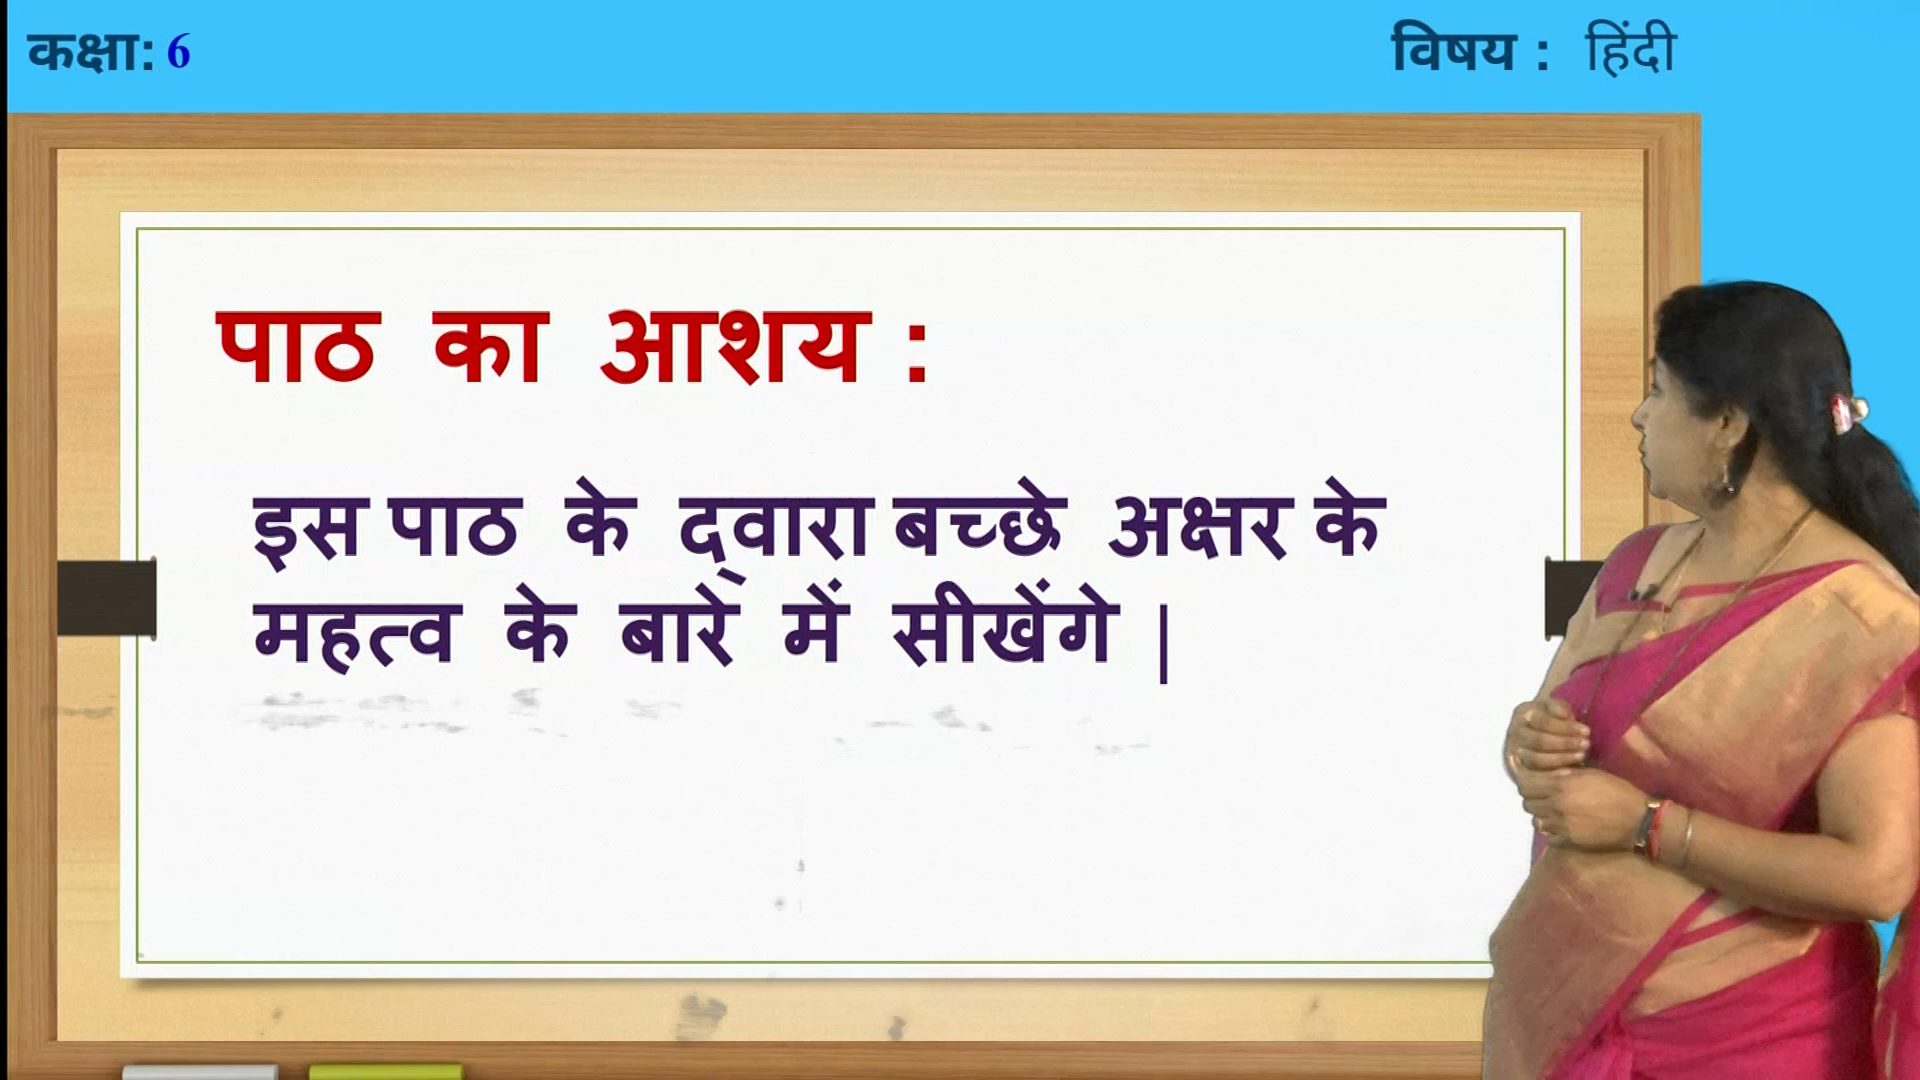 कक्षा: 6
विषय : हिंदी
पाठ का आशय :
इस पाठ के द्‌वारा बच्छे अक्षर के
महत्व के बारे में सीखेंगे |